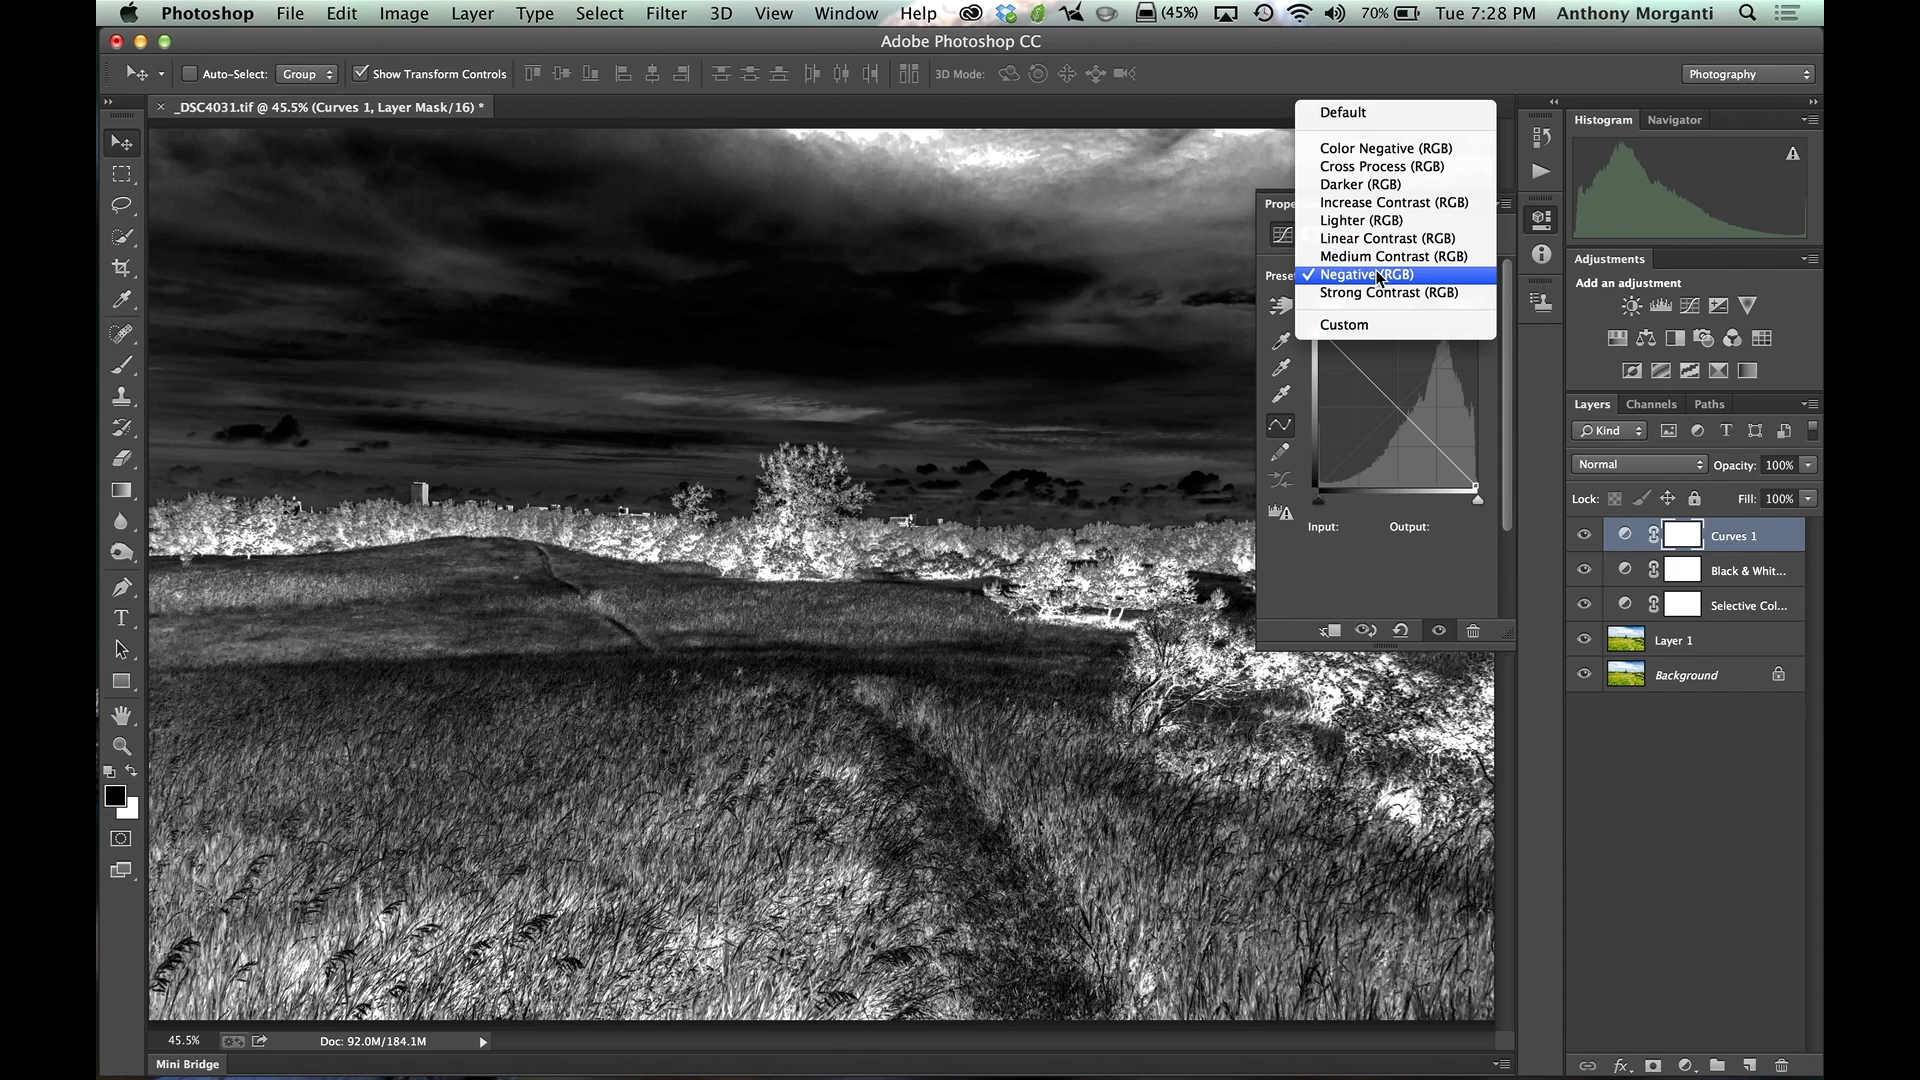 Photoshop File Edit Image Layer Type Select Filter 3D View Window Help (45%) 70% Tue 7:28 PM Anthony Morganti
Adobe Photoshop CC
Auto-Select: Group Show Transform Controls 3D Mode: Photography
_DSC4031.tif @ 45.5% (Curves 1, Layer Mask/16) *
Default
Color Negative (RGB)
Cross Process (RGB)
Darker (RGB)
Increase Contrast (RGB)
Lighter (RGB)
Linear Contrast (RGB)
Medium Contrast (RGB)
Negative (RGB)
Strong Contrast (RGB)
Custom
Prope
Prese
Input: Output:
Histogram Navigator
Adjustments
Add an adjustment
Layers Channels Paths
Kind
Normal Opacity: 100%
Lock: Fill: 100%
Curves 1
Black & Whit...
Selective Col...
Layer 1
Background
45.5% Doc: 92.0M/184.1M
Mini Bridge